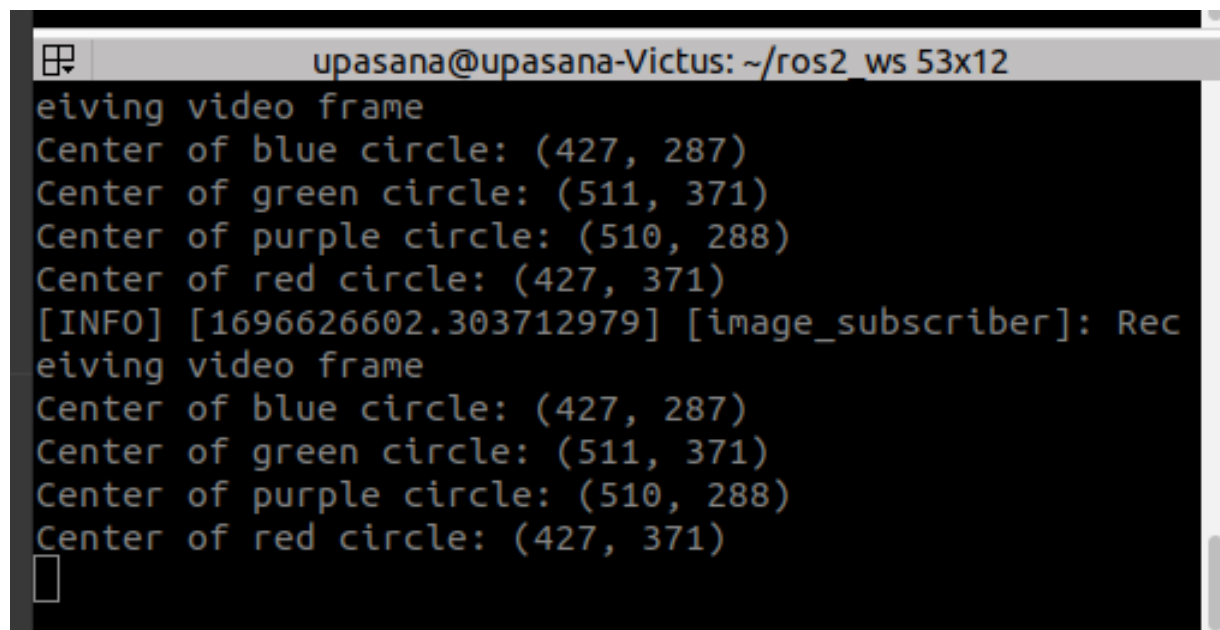 upasana@upasana-Victus: ~/ros2_ws 53x12
eiving video frame
Center of blue circle: (427, 287)
Center of green circle: (511, 371)
Center of purple circle: (510, 288)
Center of red circle: (427, 371)
[INFO] [1696626602.303712979] [image_subscriber]: Rec
eiving video frame
Center of blue circle: (427, 287)
Center of green circle: (511, 371)
Center of purple circle: (510, 288)
Center of red circle: (427, 371)